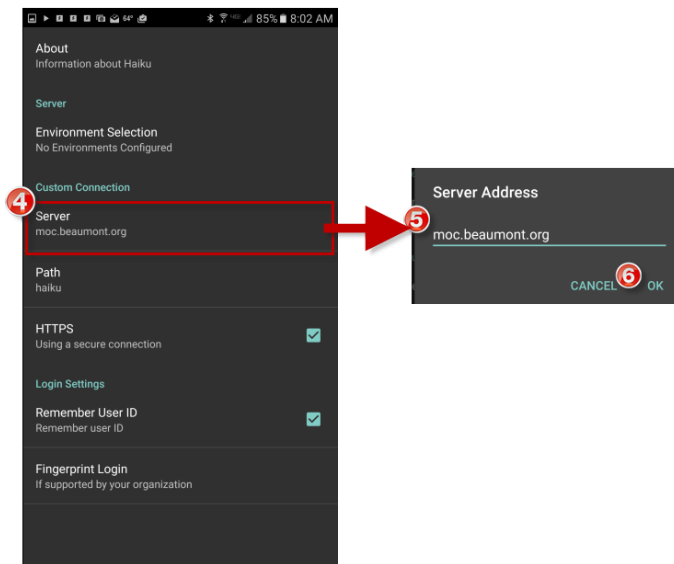 64° 85% 8:02 AM
About
Information about Haiku
Server
Environment Selection
No Environments Configured
Custom Connection
4
Server
moc.beaumont.org
Path
haiku
HTTPS
Using a secure connection
Login Settings
Remember User ID
Remember user ID
Fingerprint Login
If supported by your organization
Server Address
5
moc.beaumont.org
CANCEL 6 OK